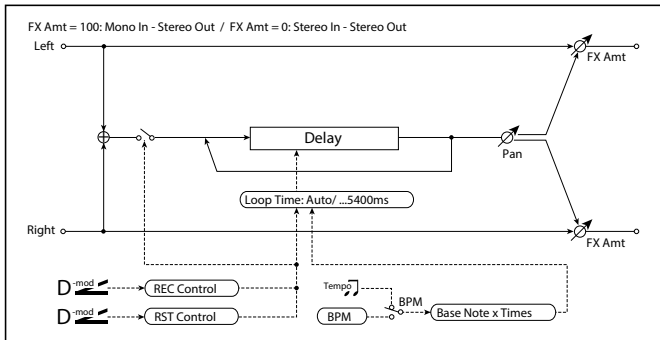 FX Amt = 100: Mono In - Stereo Out / FX Amt = 0: Stereo In - Stereo Out
Left
FX Amt
Delay
Pan
Loop Time: Auto/ ...5400ms
Right
FX Amt
D-mod
REC Control
Tempo
BPM
D-mod
RST Control
BPM
Base Note x Times